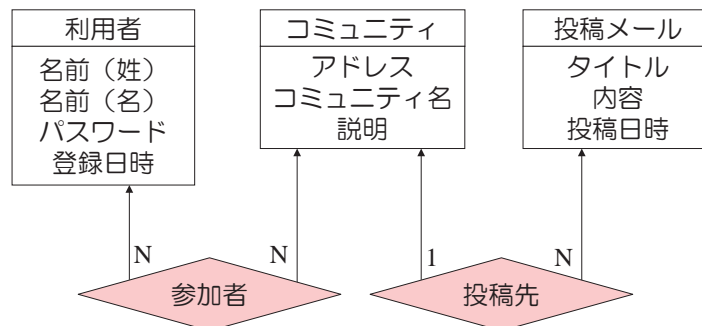 利用者
名前（姓）
名前（名）
パスワード
登録日時
コミュニティ
アドレス
コミュニティ名
説明
投稿メール
タイトル
内容
投稿日時
N
N
1
N
参加者
投稿先